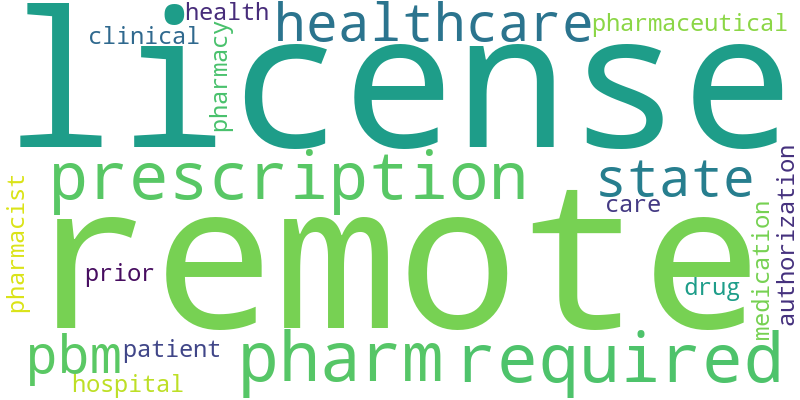 health
healthcare
pharmaceutical
clinical
pharmacy
license
prescription
state
authorization
pharmacist
care
medication
remote
prior
drug
pbm
patient
pharm
required
hospital